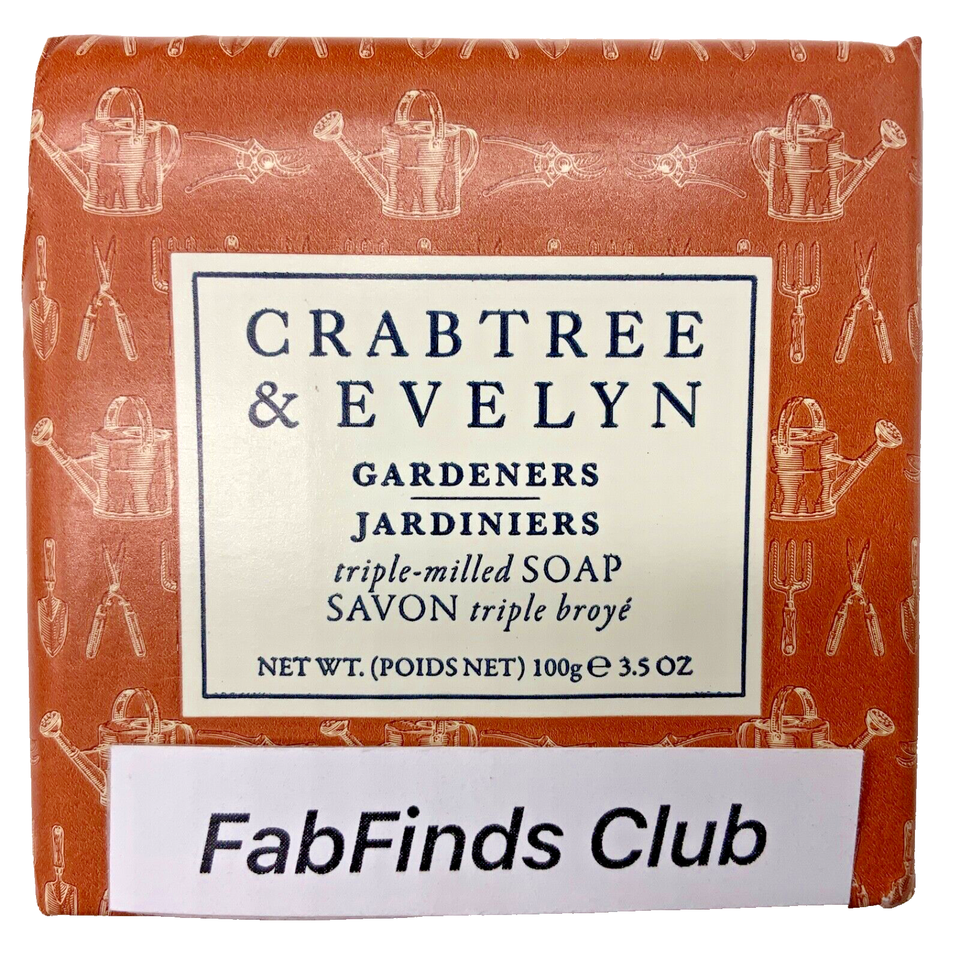 CRABTREE
& EVELYN
GARDENERS
JARDINIERS
triple-milled SOAP
SAVON triple broyé
NET WT. (POIDS NET) 100g ℮ 3.5 OZ
FabFinds Club